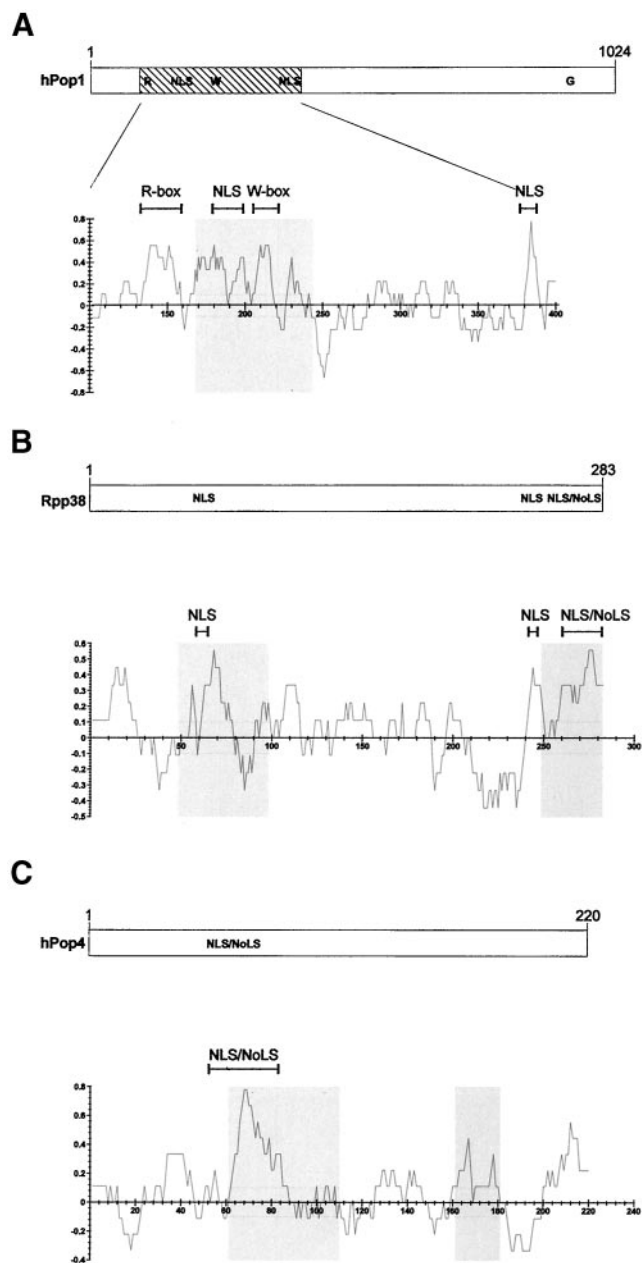 A
1 1024
hPop1 R NLS W NLS G
R-box NLS W-box NLS
0.8
0.6
0.4
0.2
0
-0.2
-0.4
-0.6
-0.8
150 200 250 300 350 400
B
1 283
Rpp38 NLS NLS NLS/NoLS
NLS NLS NLS/NoLS
0.6
0.5
0.4
0.3
0.2
0.1
0
-0.1
-0.2
-0.3
-0.4
-0.5
50 100 150 200 250 300
C
1 220
hPop4 NLS/NoLS
NLS/NoLS
0.8
0.6
0.4
0.2
0
-0.2
-0.4
20 40 60 80 100 120 140 160 180 200 220 240